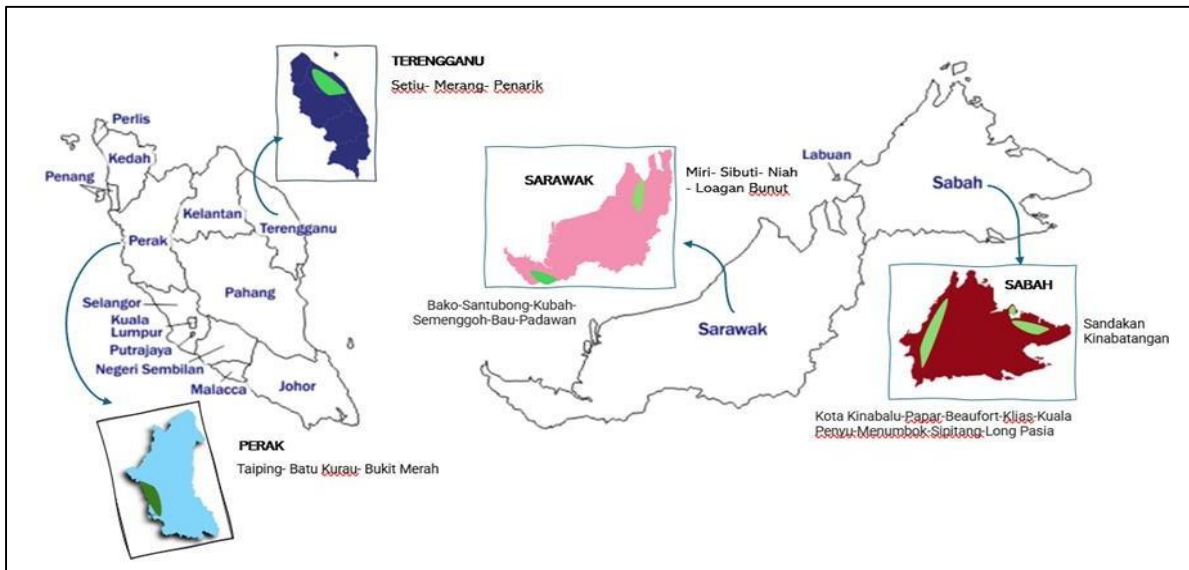 TERENGGANU
Setiu- Merang- Penarik
Perlis
Kedah
Penang
Kelantan
Terengganu
Perak
Pahang
Selangor
Kuala
Lumpur
Putrajaya
Negeri Sembilan
Malacca
Johor
PERAK
Taiping- Batu Kurau- Bukit Merah
SARAWAK
Miri- Sibuti- Niah
- Loagan Bunut
Bako-Santubong-Kubah-
Semenggoh-Bau-Padawan
Sarawak
Labuan
Sabah
SABAH
Sandakan
Kinabatangan
Kota Kinabalu-Papar-Beaufort-Klias-Kuala
Penyu-Menumbok-Sipitang-Long Pasia